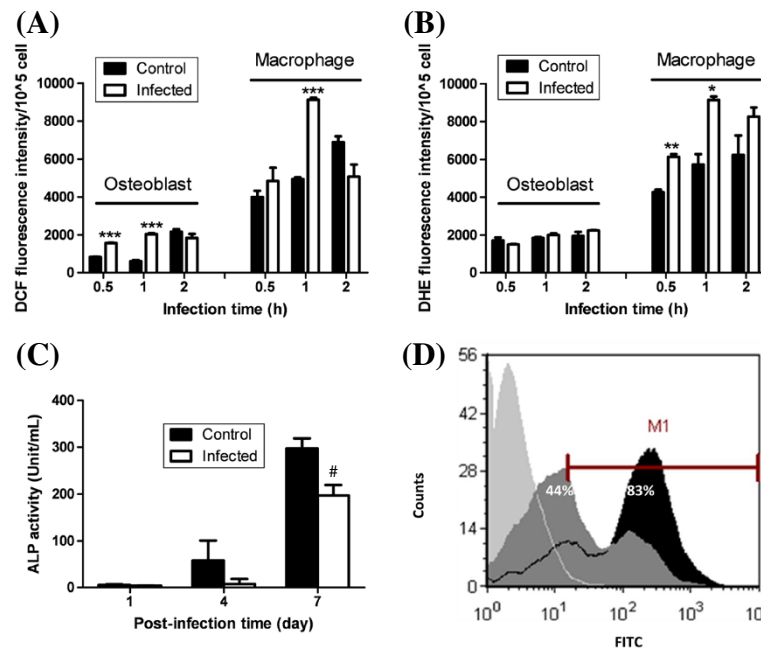 (A)
Macrophage
Control
Infected
***
Osteoblast
*** ***
DCF fluorescence intensity/10^5 cell
10000
8000
6000
4000
2000
0
0.5 1 2 0.5 1 2
Infection time (h)
(B)
Macrophage
Control
Infected
*
**
Osteoblast
DHE fluorescence intensity/10^5 cell
10000
8000
6000
4000
2000
0
0.5 1 2 0.5 1 2
Infection time (h)
(C)
Control
Infected
#
ALP activity (Unit/mL)
400
300
200
100
0
1 4 7
Post-infection time (day)
(D)
M1
44% 83%
Counts
56
42
28
14
0
10^0 10^1 10^2 10^3
FITC